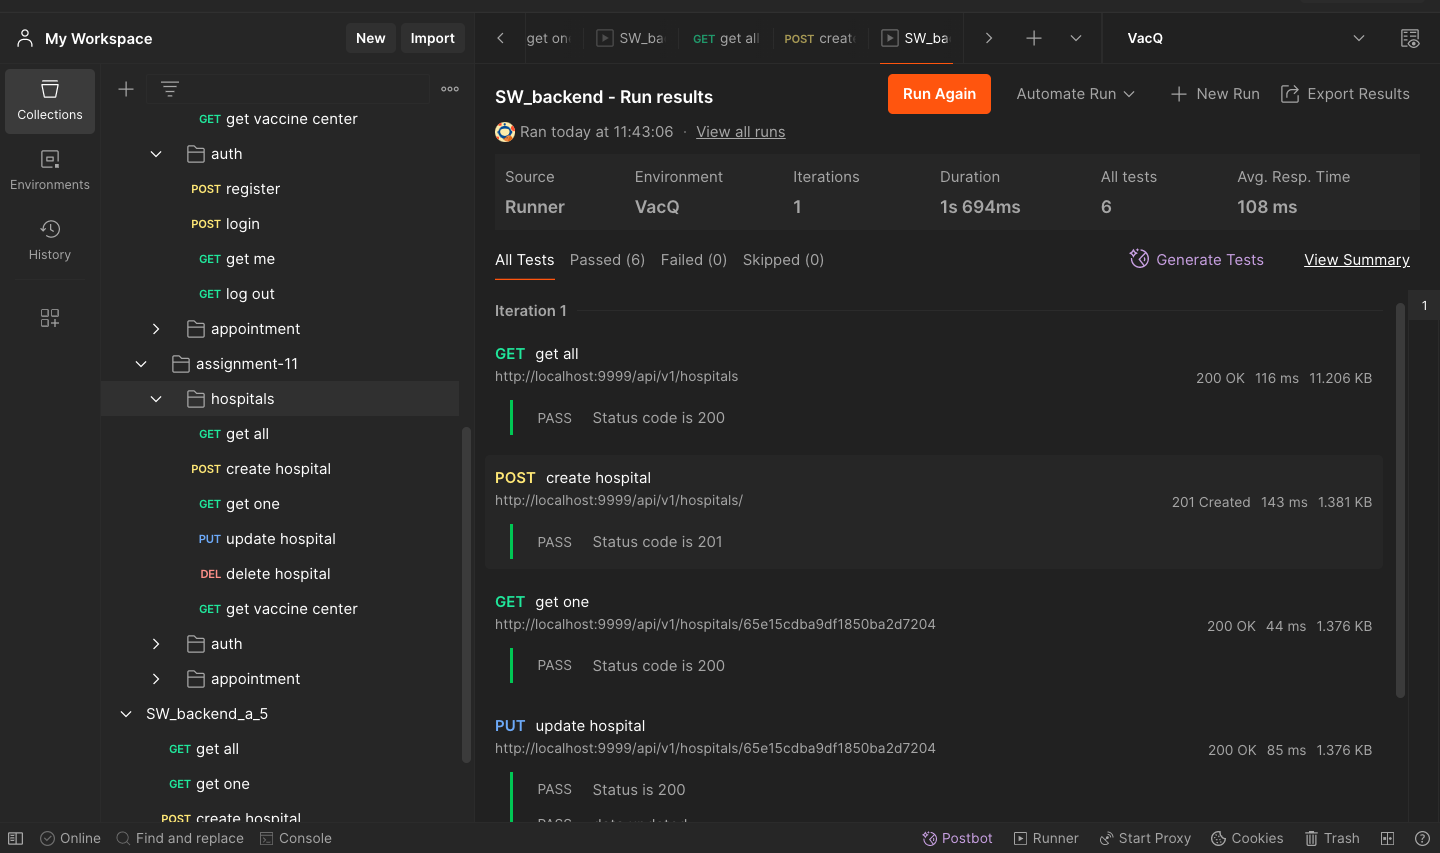 My Workspace
New
Import
get on
SW_ba
GET get all
POST create
SW_ba
VacQ
Collections
Environments
History
GET get vaccine center
auth
POST register
POST login
GET get me
GET log out
appointment
assignment-11
hospitals
GET get all
POST create hospital
GET get one
PUT update hospital
DEL delete hospital
GET get vaccine center
auth
appointment
SW_backend_a_5
GET get all
GET get one
POST create hospital
SW_backend - Run results
Run Again
Automate Run
New Run
Export Results
Ran today at 11:43:06 · View all runs
Source Environment Iterations Duration All tests Avg. Resp. Time
Runner VacQ 1 1s 694ms 6 108 ms
All Tests Passed (6) Failed (0) Skipped (0)
Generate Tests
View Summary
Iteration 1
1
GET get all
http://localhost:9999/api/v1/hospitals
200 OK 116 ms 11.206 KB
PASS Status code is 200
POST create hospital
http://localhost:9999/api/v1/hospitals/
201 Created 143 ms 1.381 KB
PASS Status code is 201
GET get one
http://localhost:9999/api/v1/hospitals/65e15cdba9df1850ba2d7204
200 OK 44 ms 1.376 KB
PASS Status code is 200
PUT update hospital
http://localhost:9999/api/v1/hospitals/65e15cdba9df1850ba2d7204
200 OK 85 ms 1.376 KB
PASS Status is 200
Online
Find and replace
Console
Postbot
Runner
Start Proxy
Cookies
Trash